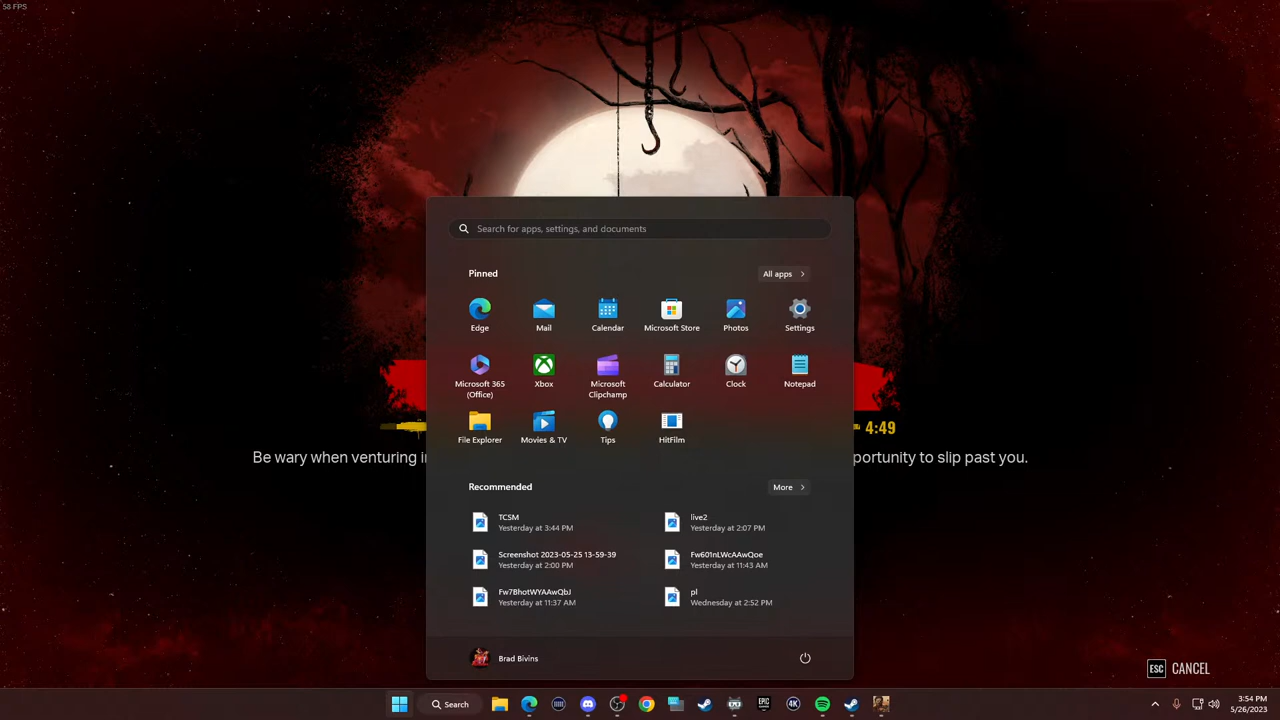 58 FPS
Search for apps, settings, and documents
Pinned
All apps
Edge
Mail
Calendar
Microsoft Store
Photos
Settings
Microsoft 365
(Office)
Xbox
Microsoft
Clipchamp
Calculator
Clock
Notepad
File Explorer
Movies & TV
Tips
HitFilm
4:49
Be wary when venturing i
portunity to slip past you.
Recommended
More
TCSM
Yesterday at 3:44 PM
live2
Yesterday at 2:07 PM
Screenshot 2023-05-25 13-59-39
Yesterday at 2:00 PM
Fw601nLWcAAwQoe
Yesterday at 11:43 AM
Fw7BhotWYAAwQbJ
Yesterday at 11:37 AM
pl
Wednesday at 2:52 PM
Brad Bivins
ESC CANCEL
Search
EPIC
4K
3:54 PM
5/26/2023